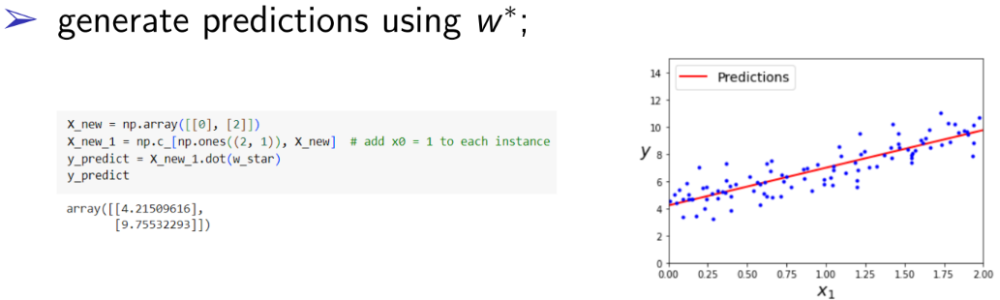 ➢ generate predictions using w*;
X_new = np.array([[0], [2]])
X_new_1 = np.c_[np.ones((2, 1)), X_new]  # add x0 = 1 to each instance
y_predict = X_new_1.dot(w_star)
y_predict
array([[4.21509616],
       [9.75532293]])
Predictions
14
12
10
y 8
6
4
2
0
0.00 0.25 0.50 0.75 1.00 1.25 1.50 1.75 2.00
x₁